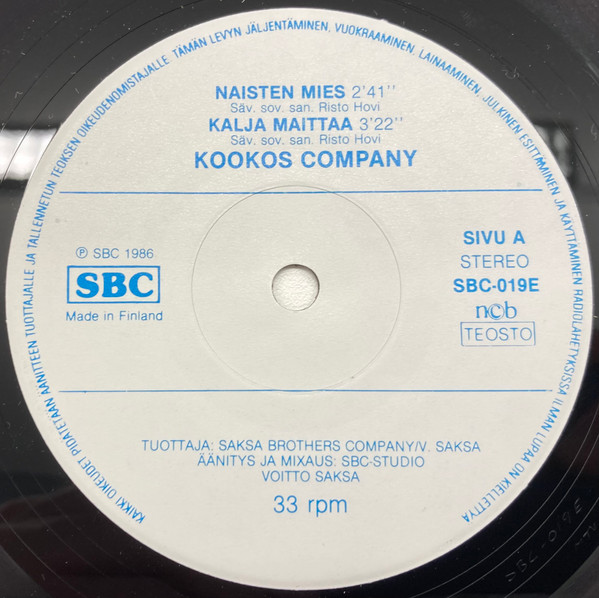 KAIKKI OIKEUDET PIDÄTETÄÄN ÄÄNITTEEN TUOTTAJALLE JA TALLENNETUN TEOKSEN OIKEUDENOMISTAJALLE. TÄMÄN LEVYN JÄLJENTÄMINEN, VUOKRAAMINEN, LAINAAMINEN, JULKINEN ESITTÄMINEN JA KÄYTTÄMINEN RADIOLÄHETYKSISSÄ ILMAN LUPAA ON KIELLETTYÄ
NAISTEN MIES 2'41''
Säv. sov. san. Risto Hovi
KALJA MAITTAA 3'22''
Säv. sov. san. Risto Hovi
KOOKOS COMPANY
℗ SBC 1986
SBC
Made in Finland
SIVU A
STEREO
SBC-019E
ncb
TEOSTO
TUOTTAJA: SAKSA BROTHERS COMPANY/V. SAKSA
ÄÄNITYS JA MIXAUS: SBC-STUDIO
VOITTO SAKSA
33 rpm